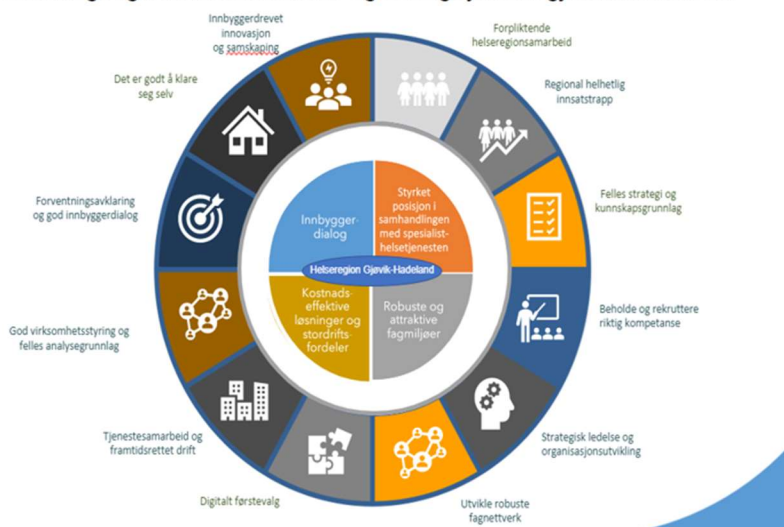 Innbyggerdrevet
innovasjon
og samskaping
Forpliktende
helseregionsamarbeid
Det er godt å klare
seg selv
Regional helhetlig
innsatstrapp
Forventningsavklaring
og god innbyggerdialog
Felles strategi og
kunnskapsgrunnlag
Innbygger-
dialog
Styrket
posisjon i
samhandlingen
med spesialist-
helsetjenesten
Helseregion Gjøvik-Hadeland
Kostnads-
effektive
løsninger og
stordrifts-
fordeler
Robuste og
attraktive
fagmiljøer
God virksomhetsstyring og
felles analysegrunnlag
Beholde og rekruttere
riktig kompetanse
Tjenestesamarbeid og
framtidsrettet drift
Strategisk ledelse og
organisasjonsutvikling
Digitalt førstevalg
Utvikle robuste
fagnettverk